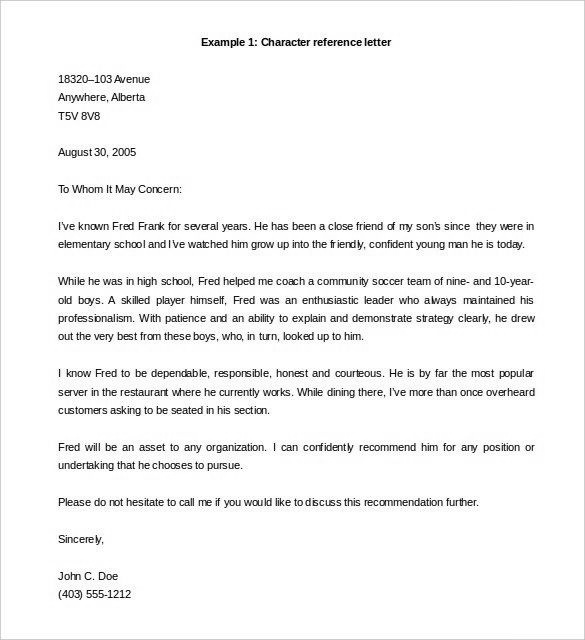 Example 1: Character reference letter
18320–103 Avenue
Anywhere, Alberta
T5V 8V8
August 30, 2005
To Whom It May Concern:
I've known Fred Frank for several years. He has been a close friend of my son's since they were in
elementary school and I've watched him grow up into the friendly, confident young man he is today.
While he was in high school, Fred helped me coach a community soccer team of nine- and 10-year-
old boys. A skilled player himself, Fred was an enthusiastic leader who always maintained his
professionalism. With patience and an ability to explain and demonstrate strategy clearly, he drew
out the very best from these boys, who, in turn, looked up to him.
I know Fred to be dependable, responsible, honest and courteous. He is by far the most popular
server in the restaurant where he currently works. While dining there, I've more than once overheard
customers asking to be seated in his section.
Fred will be an asset to any organization. I can confidently recommend him for any position or
undertaking that he chooses to pursue.
Please do not hesitate to call me if you would like to discuss this recommendation further.
Sincerely,
John C. Doe
(403) 555-1212